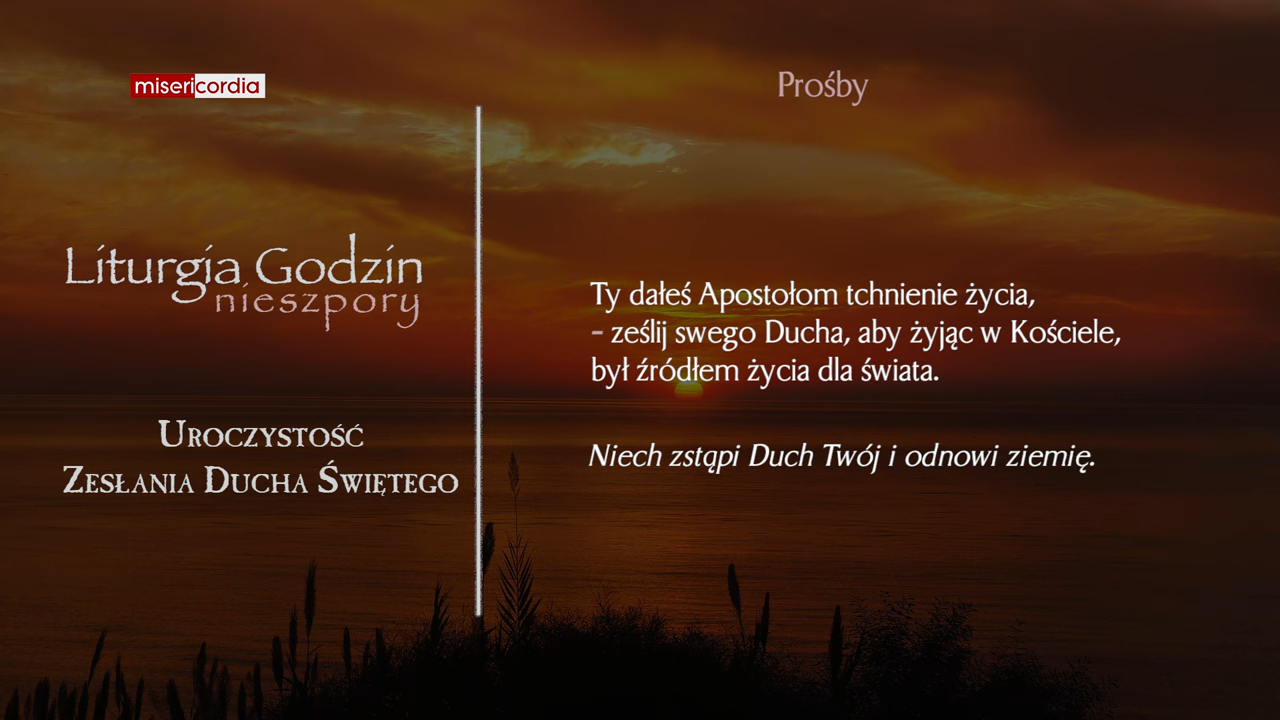 misericordia
Liturgia Godzin
nieszpory
Uroczystość
Zesłania Ducha Świętego
Prośby
Ty dałeś Apostołom tchnienie życia,
- ześlij swego Ducha, aby żyjąc w Kościele,
był źródłem życia dla świata.
Niech zstąpi Duch Twój i odnowi ziemię.